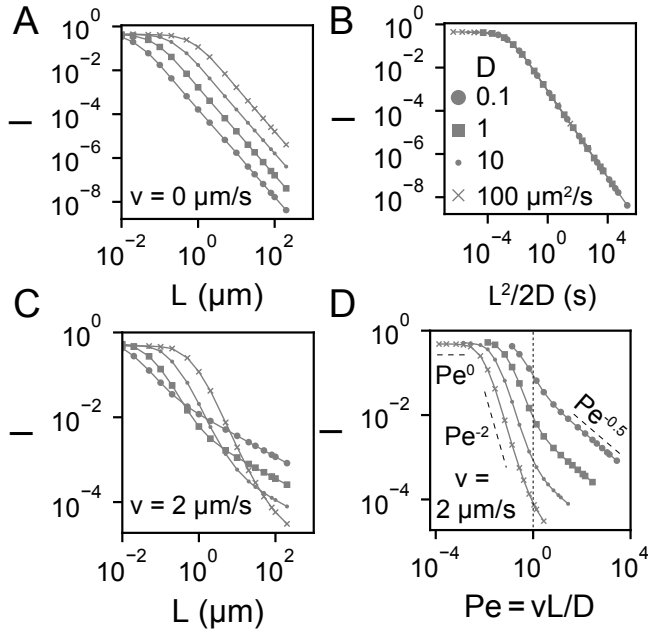 A
10^0
10^-2
10^-4
10^-6
10^-8
I
v = 0 μm/s
10^-2
10^0
10^2
L (μm)
B
10^0
10^-2
10^-4
10^-6
10^-8
I
D
0.1
1
10
100 μm²/s
10^-4
10^0
10^4
L²/2D (s)
C
10^0
10^-2
10^-4
I
v = 2 μm/s
10^-2
10^0
10^2
L (μm)
D
10^0
10^-2
10^-4
I
Pe^0
Pe^-2
Pe^-0.5
v =
2 μm/s
10^-4
10^0
10^4
Pe = vL/D